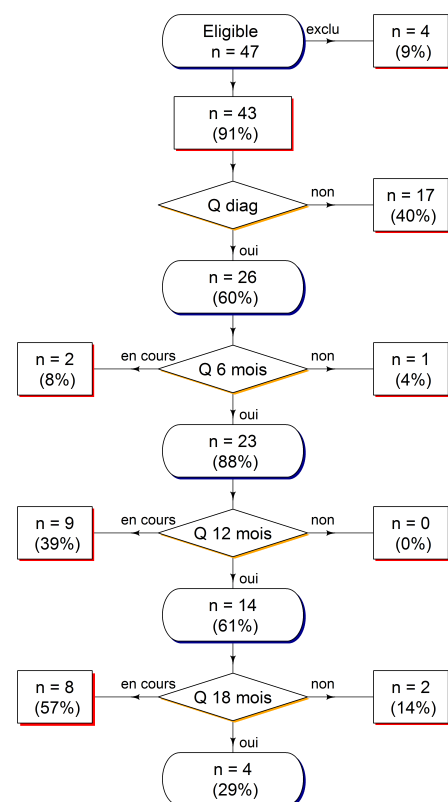 Eligible
n = 47
exclu
n = 4
(9%)
n = 43
(91%)
Q diag
non
n = 17
(40%)
oui
n = 26
(60%)
n = 2
(8%)
en cours
Q 6 mois
non
n = 1
(4%)
oui
n = 23
(88%)
n = 9
(39%)
en cours
Q 12 mois
non
n = 0
(0%)
oui
n = 14
(61%)
n = 8
(57%)
en cours
Q 18 mois
non
n = 2
(14%)
oui
n = 4
(29%)